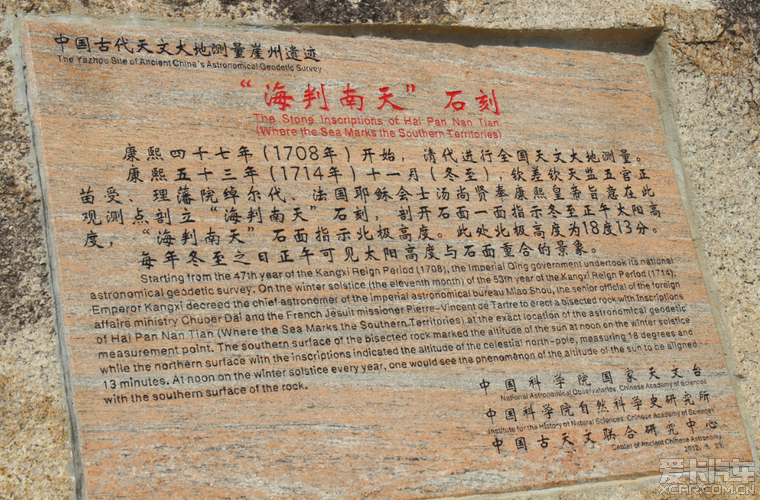 中国古代天文大地测量崖州遗迹
The Yazhou Site of Ancient China's Astronomical Geodetic Survey
“海判南天”石刻
The Stone Inscriptions of Hai Pan Nan Tian
(Where the Sea Marks the Southern Territories)
康熙四十七年（1708年）开始，清代进行全国天文大地测量。
康熙五十三年（1714年）十一月（冬至），钦差钦天监五官正
苗受、理藩院绰尔代、法国耶稣会士汤尚贤奉康熙皇帝旨意在此
观测点剖立“海判南天”石刻，剖开石面一面指示冬至正午太阳高
度，“海判南天”石面指示北极高度。此处北极高度为18度13分。
每年冬至之日正午可见太阳高度与石面重合的景象。
Starting from the 47th year of the Kangxi Reign Period (1708), the Imperial Qing government undertook its national
astronomical geodetic survey. On the winter solstice (the eleventh month) of the 53th year of the Kangxi Reign Period (1714),
Emperor Kangxi decreed the chief astronomer of the imperial astronomical bureau Miao Shou, the senior official of the foreign
affaire ministry Chuoer Dai and the French Jesuit missioner Pierre-Vincent de Tartre to erect a bisected rock with Inscriptions
of Hai Pan Nan Tian (Where the Sea Marks the Southern Territories) at the exact location of the astronomical geodetic
measurement point. The southern surface of the bisected rock marked the altitude of the sun at noon on the winter solstice
while the northern surface with the inscriptions indicated the altitude of the celestial north-pole, measuring 18 degrees and
13 minutes. At noon on the winter solstice every year, one would see the phenomenon of the altitude of the sun to be aligned
with the southern surface of the rock.
中国科学院国家天文台
National Astronomical Observatories, Chinese Academy of Sciences
中国科学院自然科学史研究所
Institute for the History of Natural Sciences, Chinese Academy of Sciences
中国古天文联合研究中心
Center of Ancient Chinese Astronomy
爱卡汽车
XCAR.COM.CN